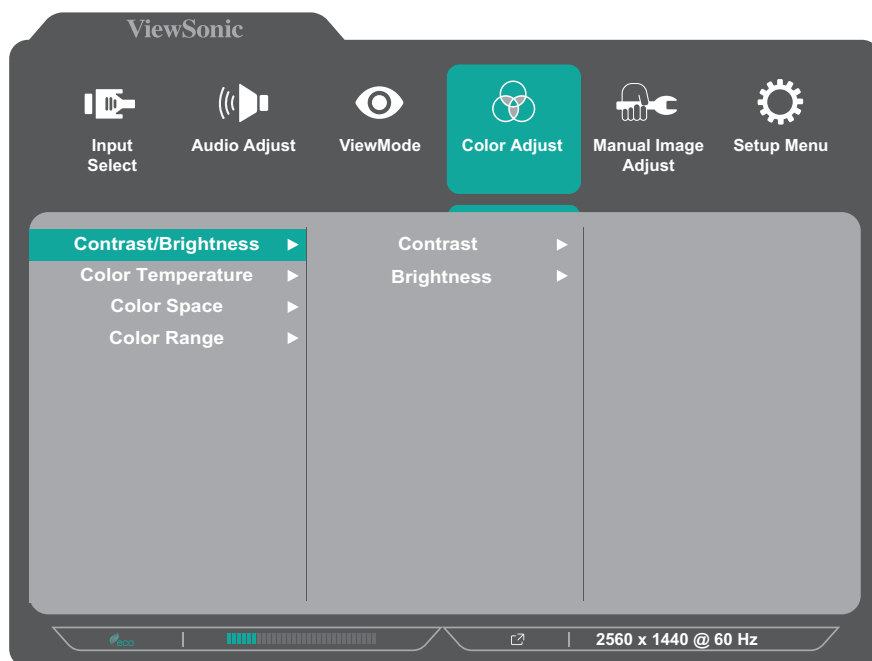 ViewSonic
Input
Select
Audio Adjust
ViewMode
Color Adjust
Manual Image
Adjust
Setup Menu
Contrast/Brightness
Color Temperature
Color Space
Color Range
Contrast
Brightness
eco
2560 x 1440 @ 60 Hz